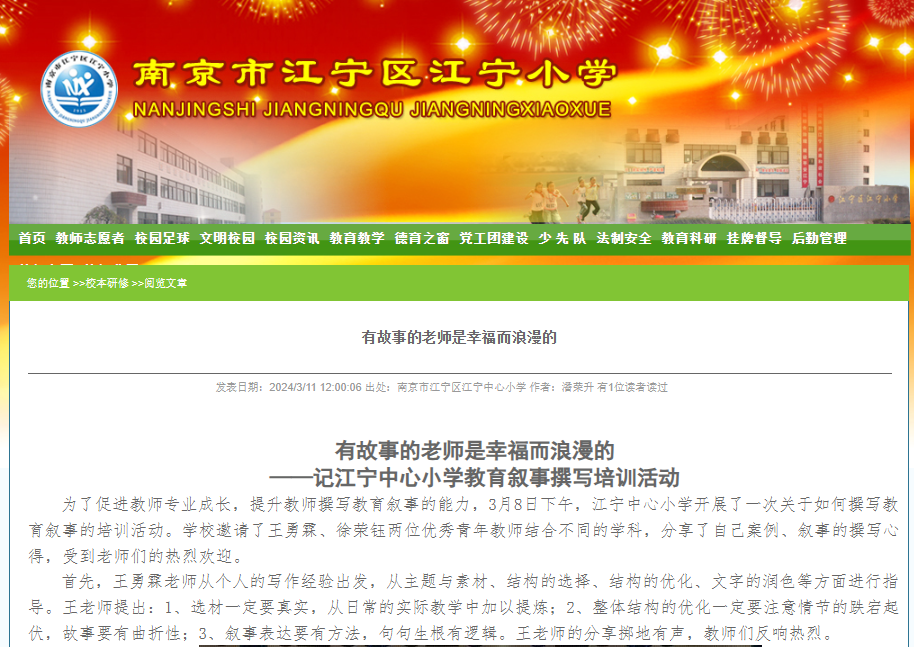 南京市江宁区江宁小学
NANJINGSHI JIANGNINGQU JIANGNINGXIAOXUE
首页 教师志愿者 校园足球 文明校园 校园资讯 教育教学 德育之窗 党工团建设 少 先 队 法制安全 教育科研 挂牌督导 后勤管理
您的位置 >>校本研修 >>阅览文章
有故事的老师是幸福而浪漫的
发表日期：2024/3/11 12:00:06 出处：南京市江宁区江宁中心小学 作者：潘荣升 有1位读者读过
有故事的老师是幸福而浪漫的
——记江宁中心小学教育叙事撰写培训活动
为了促进教师专业成长，提升教师撰写教育叙事的能力，3月8日下午，江宁中心小学开展了一次关于如何撰写教
育叙事的培训活动。学校邀请了王勇霖、徐荣钰两位优秀青年教师结合不同的学科，分享了自己案例、叙事的撰写心
得，受到老师们的热烈欢迎。
首先，王勇霖老师从个人的写作经验出发，从主题与素材、结构的选择、结构的优化、文字的润色等方面进行指
导。王老师提出：1、选材一定要真实，从日常的实际教学中加以提炼；2、整体结构的优化一定要注意情节的跌宕起
伏，故事要有曲折性；3、叙事表达要有方法，句句生根有逻辑。王老师的分享掷地有声，教师们反响热烈。